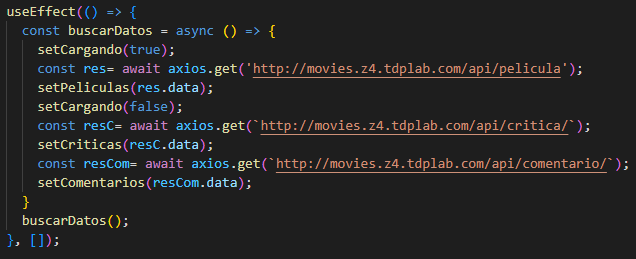 useEffect(() => {
const buscarDatos = async () => {
setCargando(true);
const res= await axios.get('http://movies.z4.tdplab.com/api/pelicula');
setPeliculas(res.data);
setCargando(false);
const resC= await axios.get(`http://movies.z4.tdplab.com/api/critica/`);
setCriticas(resC.data);
const resCom= await axios.get(`http://movies.z4.tdplab.com/api/comentario/`);
setComentarios(resCom.data);
}
buscarDatos();
}, []);